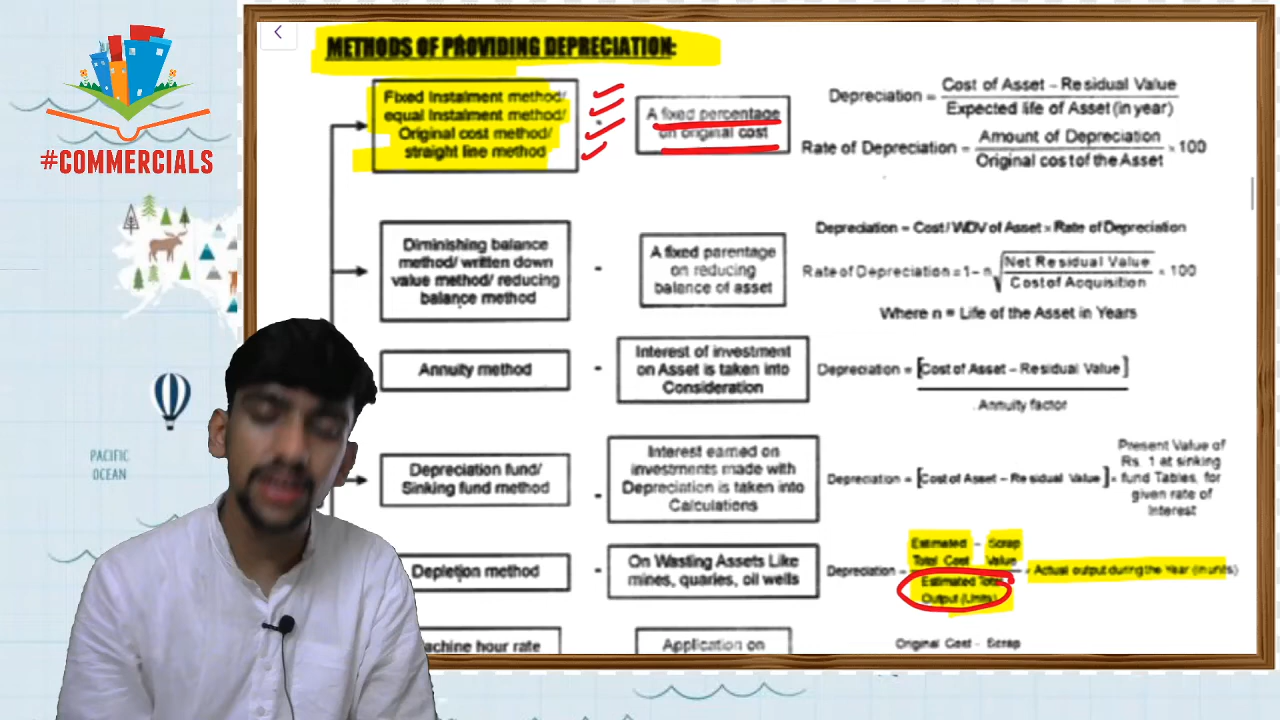 METHODS OF PROVIDING DEPRECIATION:
Fixed Instalment method/
equal Instalment method/
Original cost method/
straight line method
A fixed percentage
on original cost
Depreciation = Cost of Asset – Residual Value
Expected life of Asset (in year)
Rate of Depreciation = Amount of Depreciation
Original cost of the Asset
× 100
#COMMERCIALS
Diminishing balance
method/ written down
value method/ reducing
balance method
-
A fixed parentage
on reducing
balance of asset
Depreciation = Cost/ WDV of Asset × Rate of Depreciation
Rate of Depreciation = 1 – n√ Net Residual Value
Cost of Acquisition
× 100
Where n = Life of the Asset in Years
Annuity method
-
Interest of investment
on Asset is taken into
Consideration
Depreciation = [Cost of Asset – Residual Value]
Annuity factor
PACIFIC
OCEAN
Depreciation fund/
Sinking fund method
-
Interest earned on
investments made with
Depreciation is taken into
Calculations
Depreciation = [Cost of Asset – Residual Value] ×
Present Value of
Rs. 1 at sinking
fund Tables, for
given rate of
Interest
Depletion method
-
On Wasting Assets Like
mines, quaries, oil wells
Depreciation =
Estimated – Scrap
Total Cost Value
Estimated Total
Output (Units)
× Actual output during the Year (in units)
achine hour rate
Application on
Original Cost – Scrap